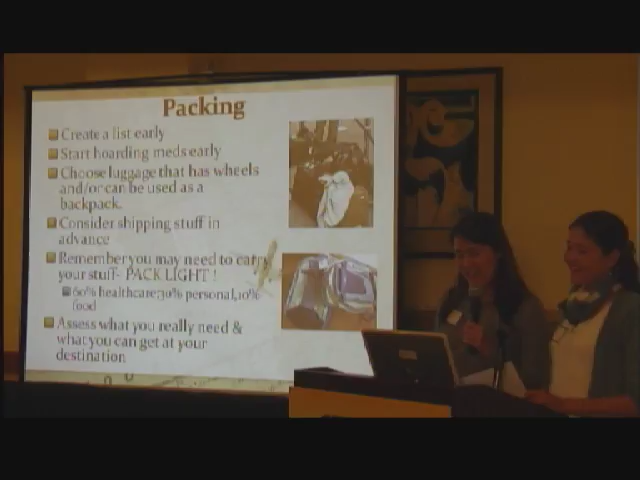 Packing
Create a list early
Start hoarding meds early
Choose luggage that has wheels
and/or can be used as a
backpack.
Consider shipping stuff in
advance
Remember you may need to carry
your stuff- PACK LIGHT !
60% healthcare,30% personal,10%
food
Assess what you really need &
what you can get at your
destination